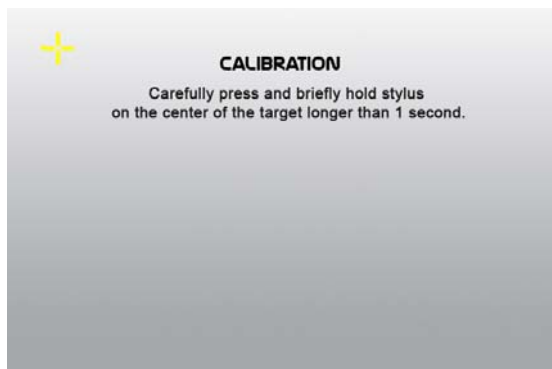 CALIBRATION
Carefully press and briefly hold stylus
on the center of the target longer than 1 second.